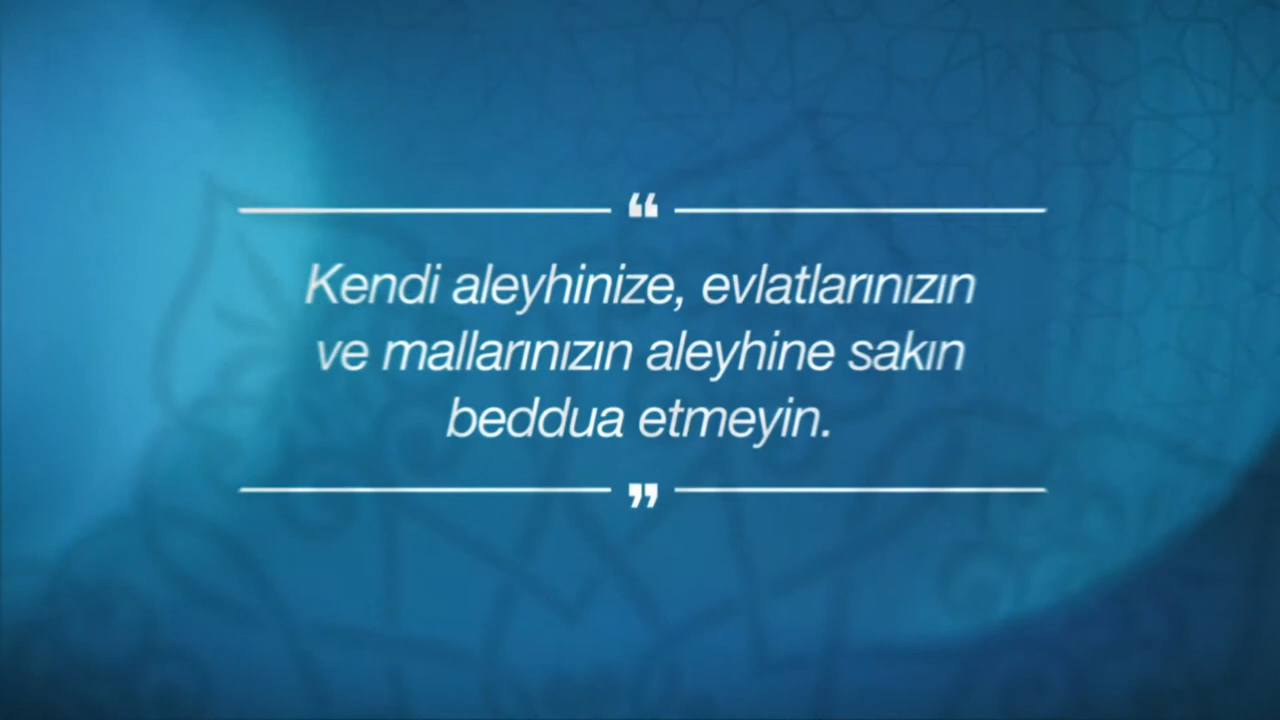 ❝
Kendi aleyhinize, evlatlarınızın
ve mallarınızın aleyhine sakın
beddua etmeyin.
❞